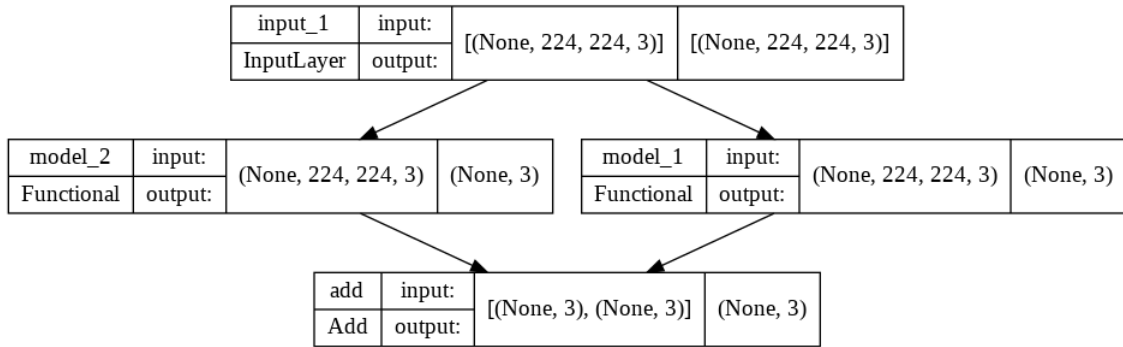 input_1 input: [(None, 224, 224, 3)] [(None, 224, 224, 3)]
InputLayer output:
model_2 input: (None, 224, 224, 3) (None, 3)
Functional output:
model_1 input: (None, 224, 224, 3) (None, 3)
Functional output:
add input: [(None, 3), (None, 3)] (None, 3)
Add output: